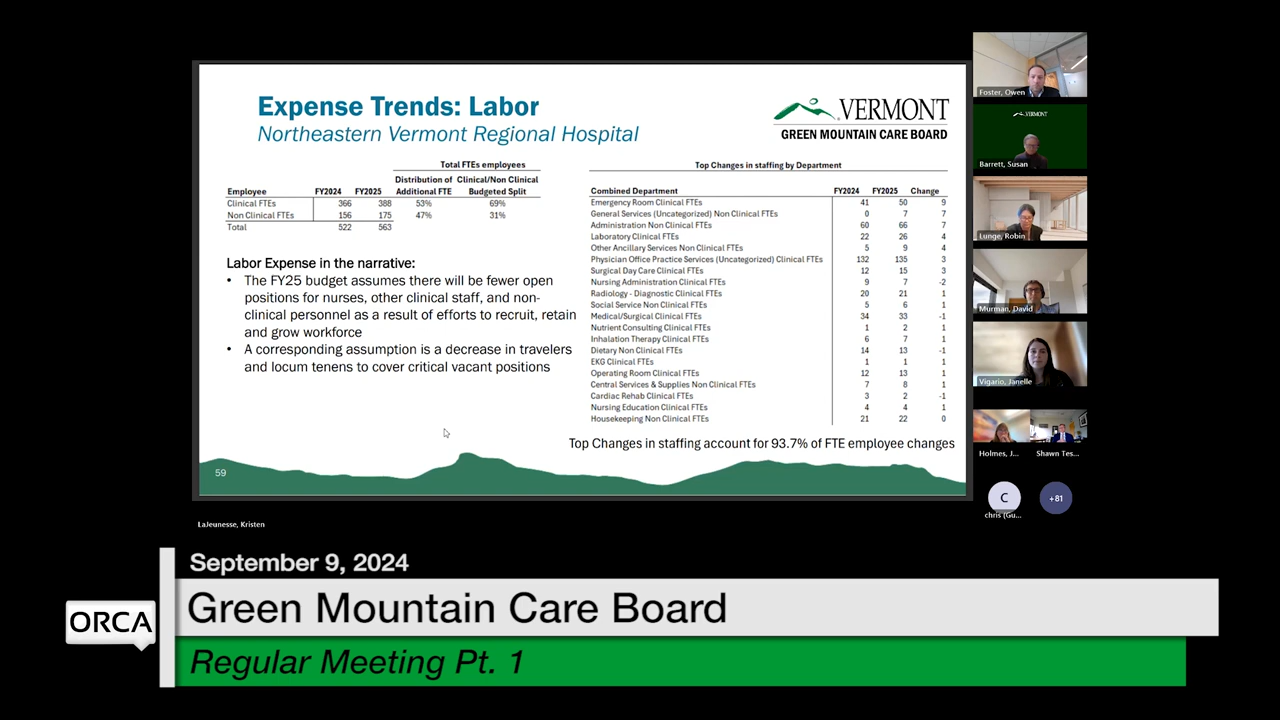 Expense Trends: Labor
Northeastern Vermont Regional Hospital
VERMONT
GREEN MOUNTAIN CARE BOARD
Total FTEs employees
Distribution of Clinical/Non Clinical
Employee FY2024 FY2025 Additional FTE Budgeted Split
Clinical FTEs 366 388 53% 69%
Non Clinical FTEs 156 175 47% 31%
Total 522 563
Labor Expense in the narrative:
• The FY25 budget assumes there will be fewer open
positions for nurses, other clinical staff, and non-
clinical personnel as a result of efforts to recruit, retain
and grow workforce
• A corresponding assumption is a decrease in travelers
and locum tenens to cover critical vacant positions
Top Changes in staffing by Department
Combined Department FY2024 FY2025 Change
Emergency Room Clinical FTEs 41 50 9
General Services (Uncategorized) Non Clinical FTEs 0 7 7
Administration Non Clinical FTEs 60 66 7
Laboratory Clinical FTEs 22 26 4
Other Ancillary Services Non Clinical FTEs 5 9 4
Physician Office Practice Services (Uncategorized) Clinical FTEs 132 135 3
Surgical Day Care Clinical FTEs 12 15 3
Nursing Administration Clinical FTEs 9 7 -2
Radiology - Diagnostic Clinical FTEs 20 21 1
Social Service Non Clinical FTEs 5 6 1
Medical/Surgical Clinical FTEs 34 33 -1
Nutrient Consulting Clinical FTEs 1 2 1
Inhalation Therapy Clinical FTEs 6 7 1
Dietary Non Clinical FTEs 14 13 -1
EKG Clinical FTEs 1 1 1
Operating Room Clinical FTEs 12 13 1
Central Services & Supplies Non Clinical FTEs 7 8 1
Cardiac Rehab Clinical FTEs 3 2 -1
Nursing Education Clinical FTEs 4 4 1
Housekeeping Non Clinical FTEs 21 22 0
Top Changes in staffing account for 93.7% of FTE employee changes
59
Foster, Owen
VERMONT
Barrett, Susan
Lunge, Robin
Murman, David
Vigario, Janelle
Holmes, J... Shawn Tes...
C +81
chris (Gu...
LaJeunesse, Kristen
September 9, 2024
ORCA
Green Mountain Care Board
Regular Meeting Pt. 1